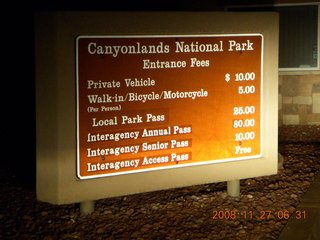 Canyonlands National Park
Entrance Fees
Private Vehicle $ 10.00
Walk-in/Bicycle/Motorcycle 5.00
(Per Person)
Local Park Pass 25.00
Interagency Annual Pass 80.00
Interagency Senior Pass 10.00
Interagency Access Pass Free
2008-11-27 06:31